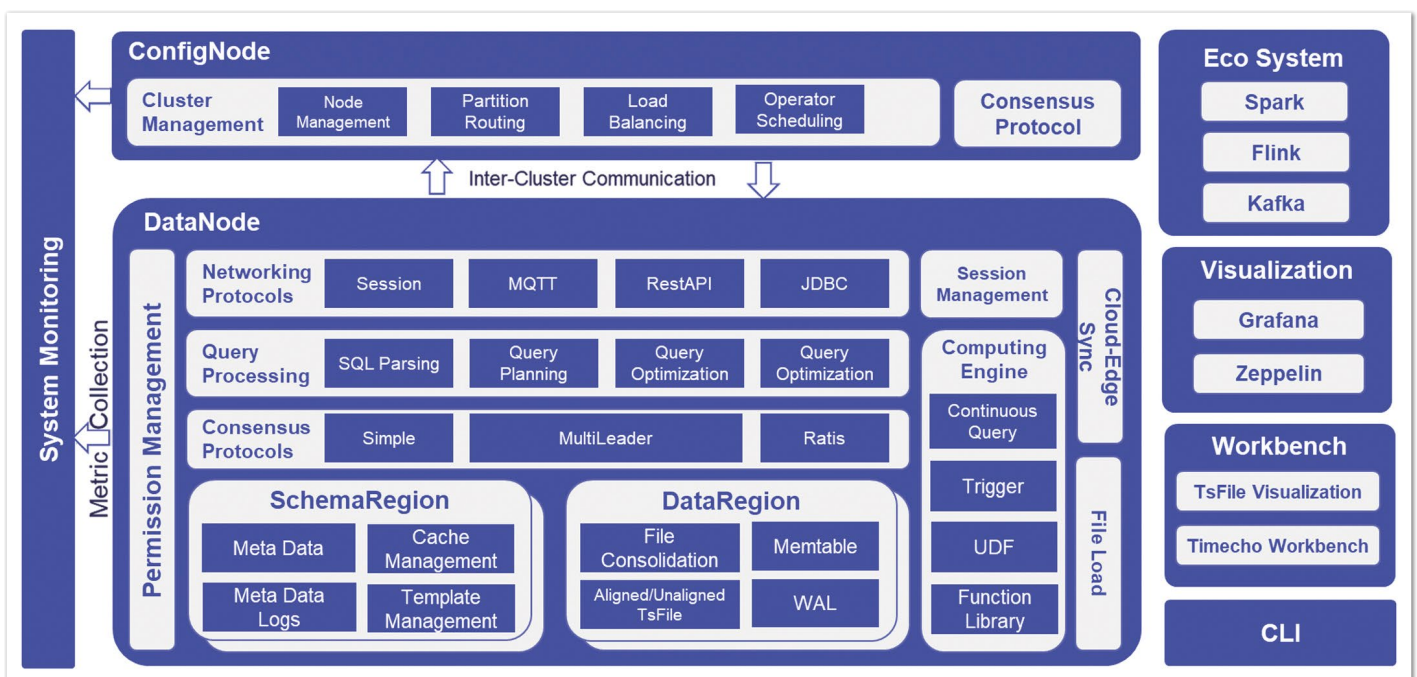 System Monitoring
ConfigNode
Cluster
Management
Node
Management
Partition
Routing
Load
Balancing
Operator
Scheduling
Consensus
Protocol
Inter-Cluster Communication
Metric Collection
DataNode
Permission Management
Networking
Protocols
Session
MQTT
RestAPI
JDBC
Query
Processing
SQL Parsing
Query
Planning
Query
Optimization
Query
Optimization
Consensus
Protocols
Simple
MultiLeader
Ratis
SchemaRegion
Meta Data
Cache
Management
Meta Data
Logs
Template
Management
DataRegion
File
Consolidation
Memtable
Aligned/Unaligned
TsFile
WAL
Session
Management
Computing
Engine
Continuous
Query
Trigger
UDF
Function
Library
Cloud-Edge
Sync
File Load
Eco System
Spark
Flink
Kafka
Visualization
Grafana
Zeppelin
Workbench
TsFile Visualization
Timecho Workbench
CLI